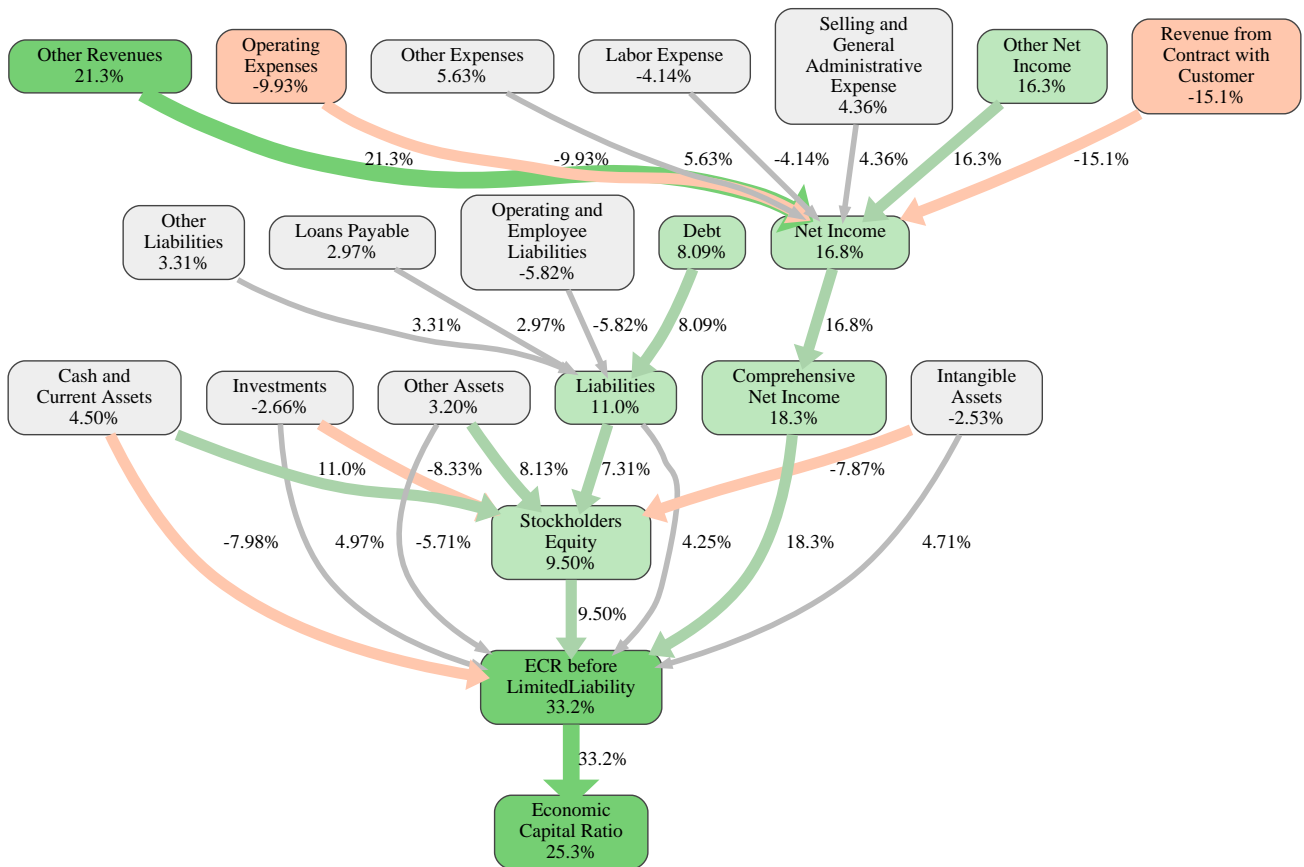 Other Revenues
21.3%
Operating
Expenses
-9.93%
Other Expenses
5.63%
Labor Expense
-4.14%
Selling and
General
Administrative
Expense
4.36%
Other Net
Income
16.3%
Revenue from
Contract with
Customer
-15.1%
21.3%
-9.93%
5.63%
-4.14%
4.36%
16.3%
-15.1%
Other
Liabilities
3.31%
Loans Payable
2.97%
Operating and
Employee
Liabilities
-5.82%
Debt
8.09%
Net Income
16.8%
3.31%
2.97%
-5.82%
8.09%
16.8%
Cash and
Current Assets
4.50%
Investments
-2.66%
Other Assets
3.20%
Liabilities
11.0%
Comprehensive
Net Income
18.3%
Intangible
Assets
-2.53%
11.0%
-8.33%
8.13%
7.31%
-7.87%
Stockholders
Equity
9.50%
-7.98%
4.97%
-5.71%
4.25%
18.3%
4.71%
9.50%
ECR before
LimitedLiability
33.2%
33.2%
Economic
Capital Ratio
25.3%